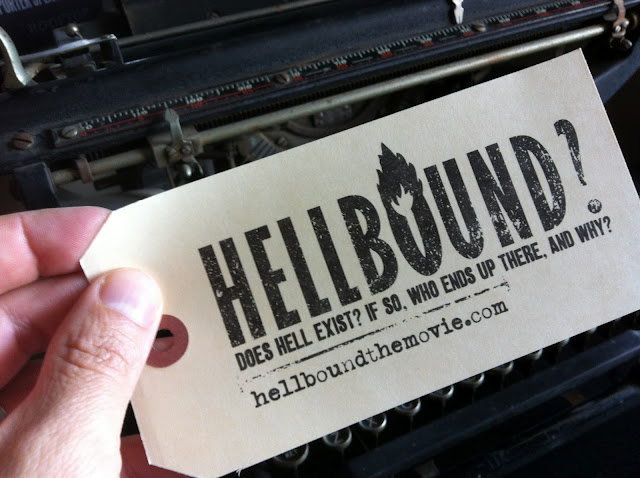 HELLBOUND?
DOES HELL EXIST? IF SO, WHO ENDS UP THERE, AND WHY?
hellboundthemovie.com